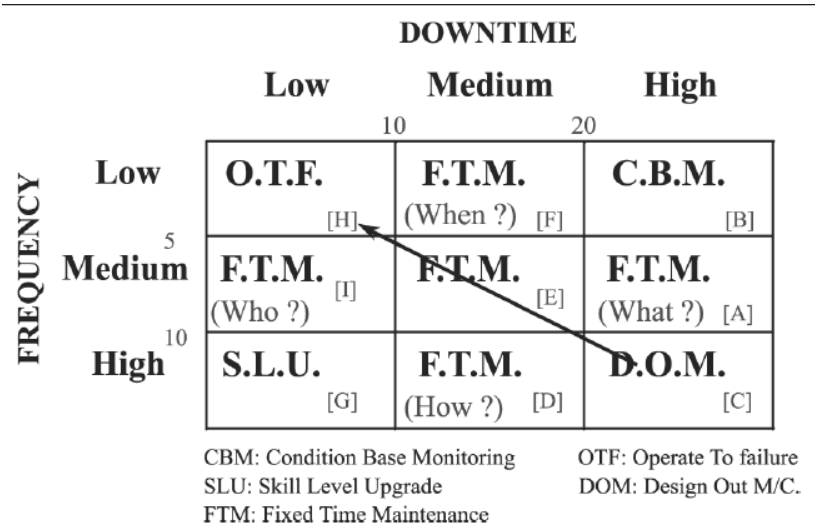 DOWNTIME
Low Medium High
10 20
Low O.T.F. F.T.M. C.B.M.
[H] (When ?) [F] [B]
5
Medium F.T.M. F.T.M. F.T.M.
[I] [E]
(Who ?) (What ?) [A]
10
High S.L.U. F.T.M. D.O.M.
[G] (How ?) [D] [C]
FREQUENCY
CBM: Condition Base Monitoring OTF: Operate To failure
SLU: Skill Level Upgrade DOM: Design Out M/C.
FTM: Fixed Time Maintenance